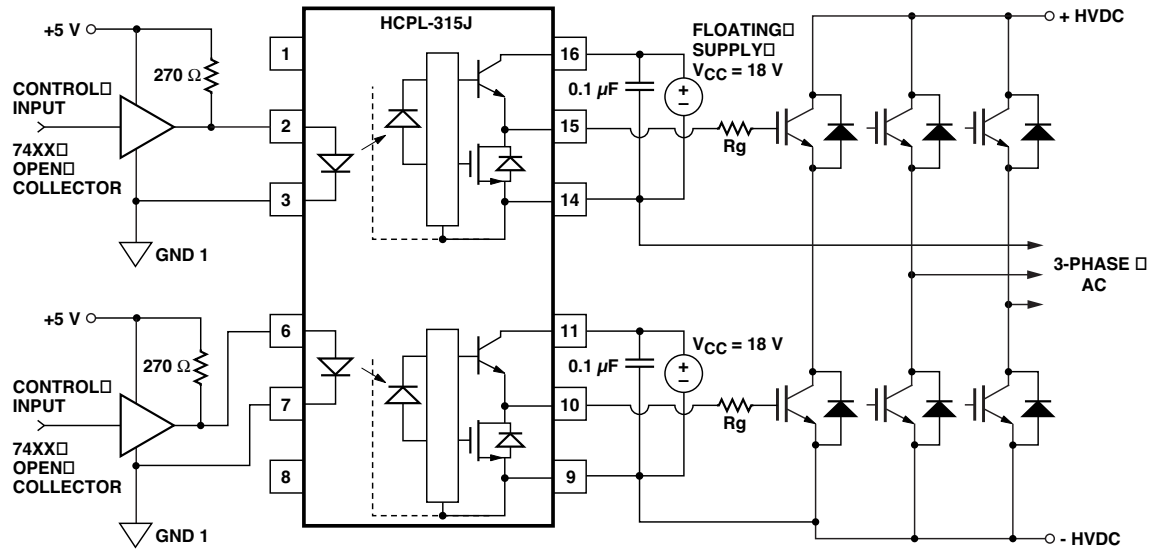 HCPL-315J
+5 V
270 Ω
CONTROL□
INPUT
74XX□
OPEN□
COLLECTOR
GND 1
1
2
3
16
15
14
0.1 µF
FLOATING□
SUPPLY□
VCC = 18 V
+
−
Rg
+ HVDC
3-PHASE □
AC
+5 V
270 Ω
CONTROL□
INPUT
74XX□
OPEN□
COLLECTOR
GND 1
6
7
8
11
10
9
0.1 µF
VCC = 18 V
+
−
Rg
- HVDC